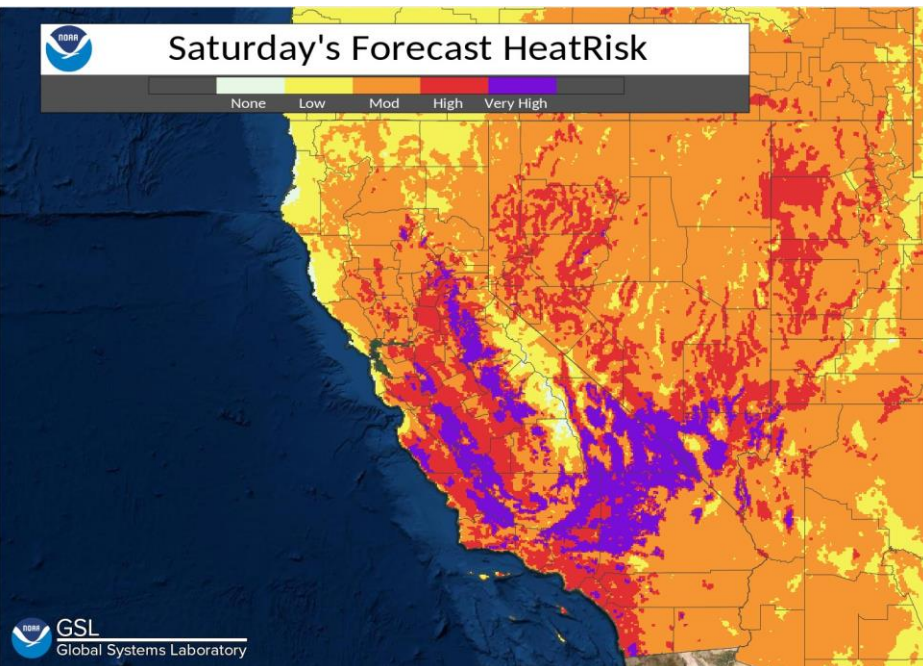 NOAA
Saturday's Forecast HeatRisk
None Low Mod High Very High
NOAA
GSL
Global Systems Laboratory